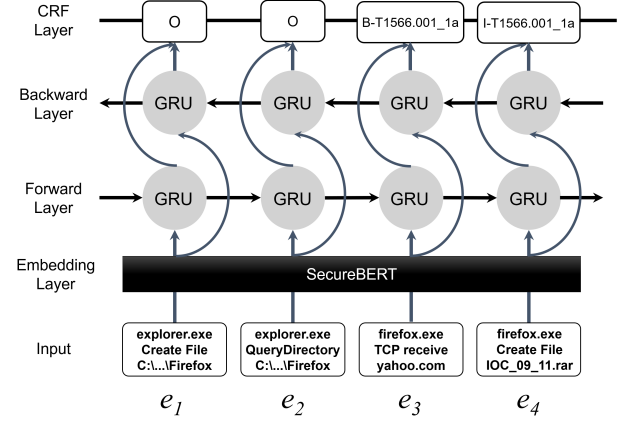 CRF
Layer
O
O
B-T1566.001_1a
I-T1566.001_1a
Backward
Layer
GRU
GRU
GRU
GRU
Forward
Layer
GRU
GRU
GRU
GRU
Embedding
Layer
SecureBERT
Input
explorer.exe
Create File
C:\...\Firefox
explorer.exe
QueryDirectory
C:\...\Firefox
firefox.exe
TCP receive
yahoo.com
firefox.exe
Create File
IOC_09_11.rar
e1
e2
e3
e4